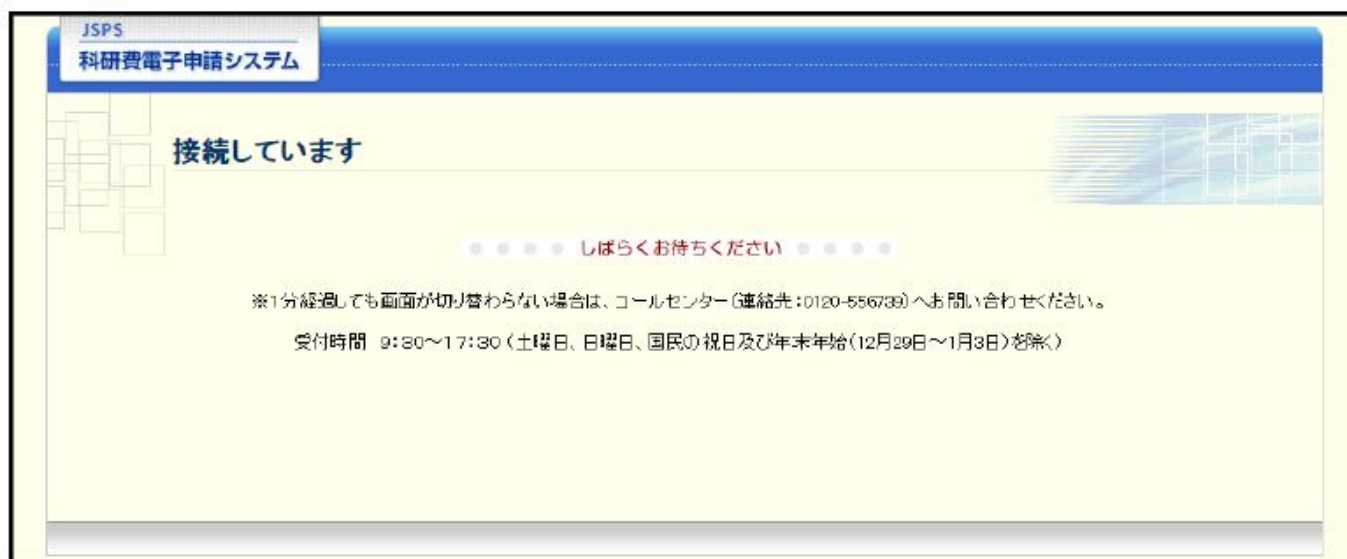 JSPS
科研費電子申請システム
接続しています
しばらくお待ちください
※1分経過しても画面が切り替わらない場合は、コールセンター(連絡先:0120-556739)へお問い合わせください。
受付時間 9:30～17:30(土曜日、日曜日、国民の祝日及び年末年始(12月29日～1月3日)を除く)